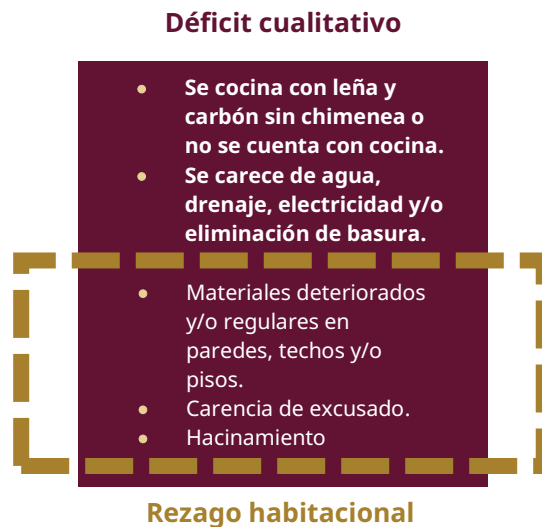 Déficit cualitativo
● Se cocina con leña y
carbón sin chimenea o
no se cuenta con cocina.
● Se carece de agua,
drenaje, electricidad y/o
eliminación de basura.
● Materiales deteriorados
y/o regulares en
paredes, techos y/o
pisos.
● Carencia de excusado.
● Hacinamiento
Rezago habitacional